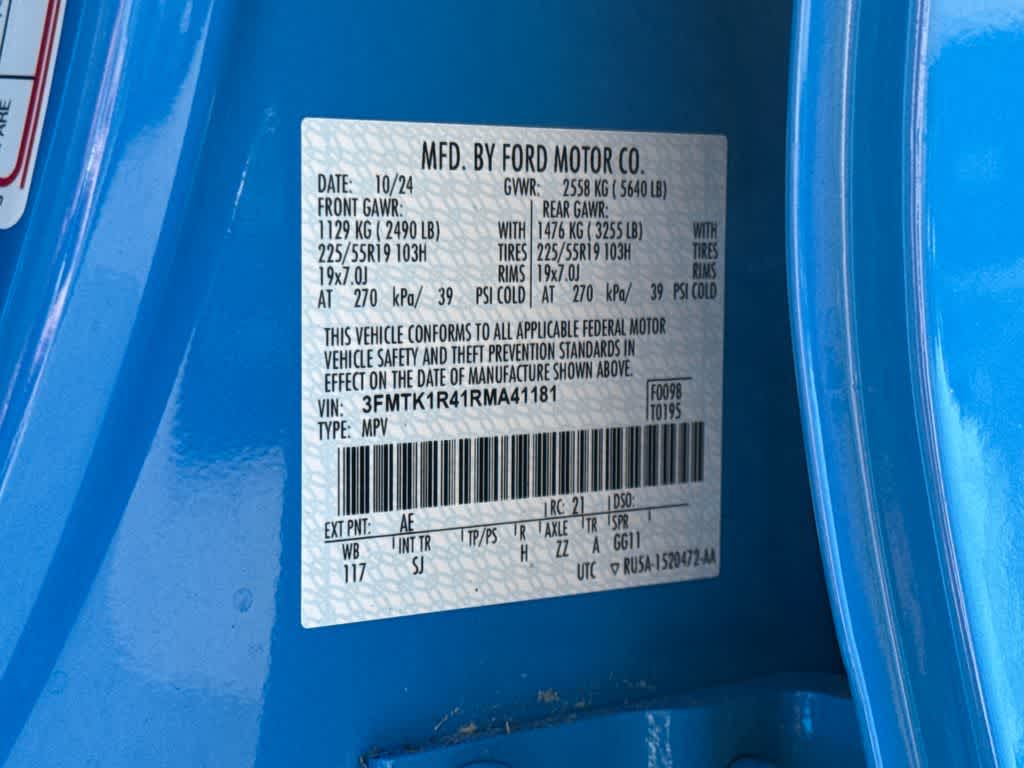 ARE
MFD. BY FORD MOTOR CO.
DATE: 10/24 GVWR: 2558 KG ( 5640 LB)
FRONT GAWR: REAR GAWR:
1129 KG ( 2490 LB) WITH 1476 KG ( 3255 LB) WITH
225/55R19 103H TIRES 225/55R19 103H TIRES
19x7.0J RIMS 19x7.0J RIMS
AT 270 kPa/ 39 PSI COLD AT 270 kPa/ 39 PSI COLD
THIS VEHICLE CONFORMS TO ALL APPLICABLE FEDERAL MOTOR
VEHICLE SAFETY AND THEFT PREVENTION STANDARDS IN
EFFECT ON THE DATE OF MANUFACTURE SHOWN ABOVE.
VIN: 3FMTK1R41RMA41181 F0098
TYPE: MPV T0195
EXT PNT: AE RC: 21 DSO:
WB INT TR TP/PS R AXLE TR SPR
117 SJ H ZZ A GG11
UTC ▽ RU5A-1520472-AA